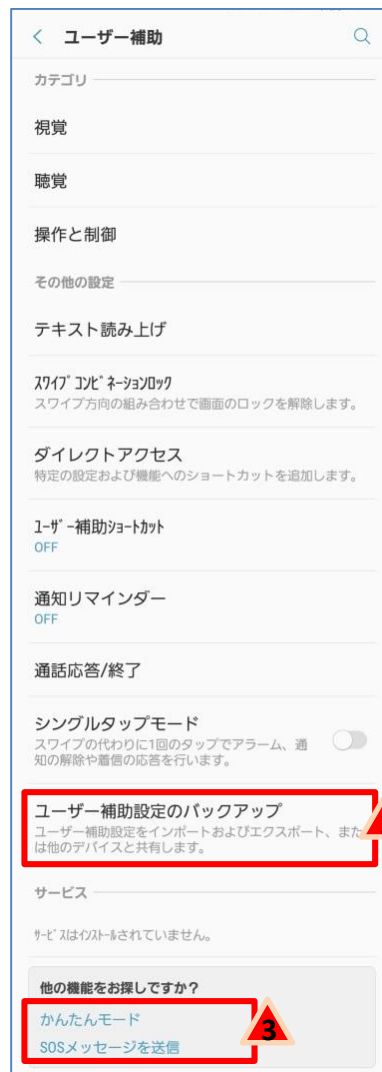 ユーザー補助
カテゴリ
視覚
聴覚
操作と制御
その他の設定
テキスト読み上げ
ｽﾜｲﾌﾟ ｺﾝﾋﾞﾈｰｼｮﾝﾛｯｸ
スワイプ方向の組み合わせで画面のロックを解除します。
ダイレクトアクセス
特定の設定および機能へのショートカットを追加します。
ﾕｰｻﾞｰ補助ｼｮｰﾄｶｯﾄ
OFF
通知リマインダー
OFF
通話応答/終了
シングルタップモード
スワイプの代わりに1回のタップでアラーム、通
知の解除や着信の応答を行います。
ユーザー補助設定のバックアップ
ユーザー補助設定をインポートおよびエクスポート、また
は他のデバイスと共有します。
サービス
ｻｰﾋﾞｽはｲﾝｽﾄｰﾙされていません。
他の機能をお探しですか？
かんたんモード
3
SOSメッセージを送信